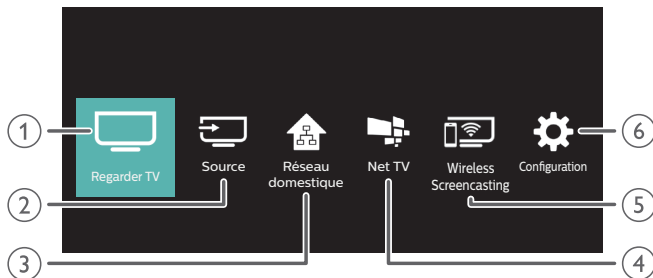 1
6
Regarder TV
Source
Réseau
domestique
Net TV
Wireless
Screencasting
Configuration
2
5
3
4